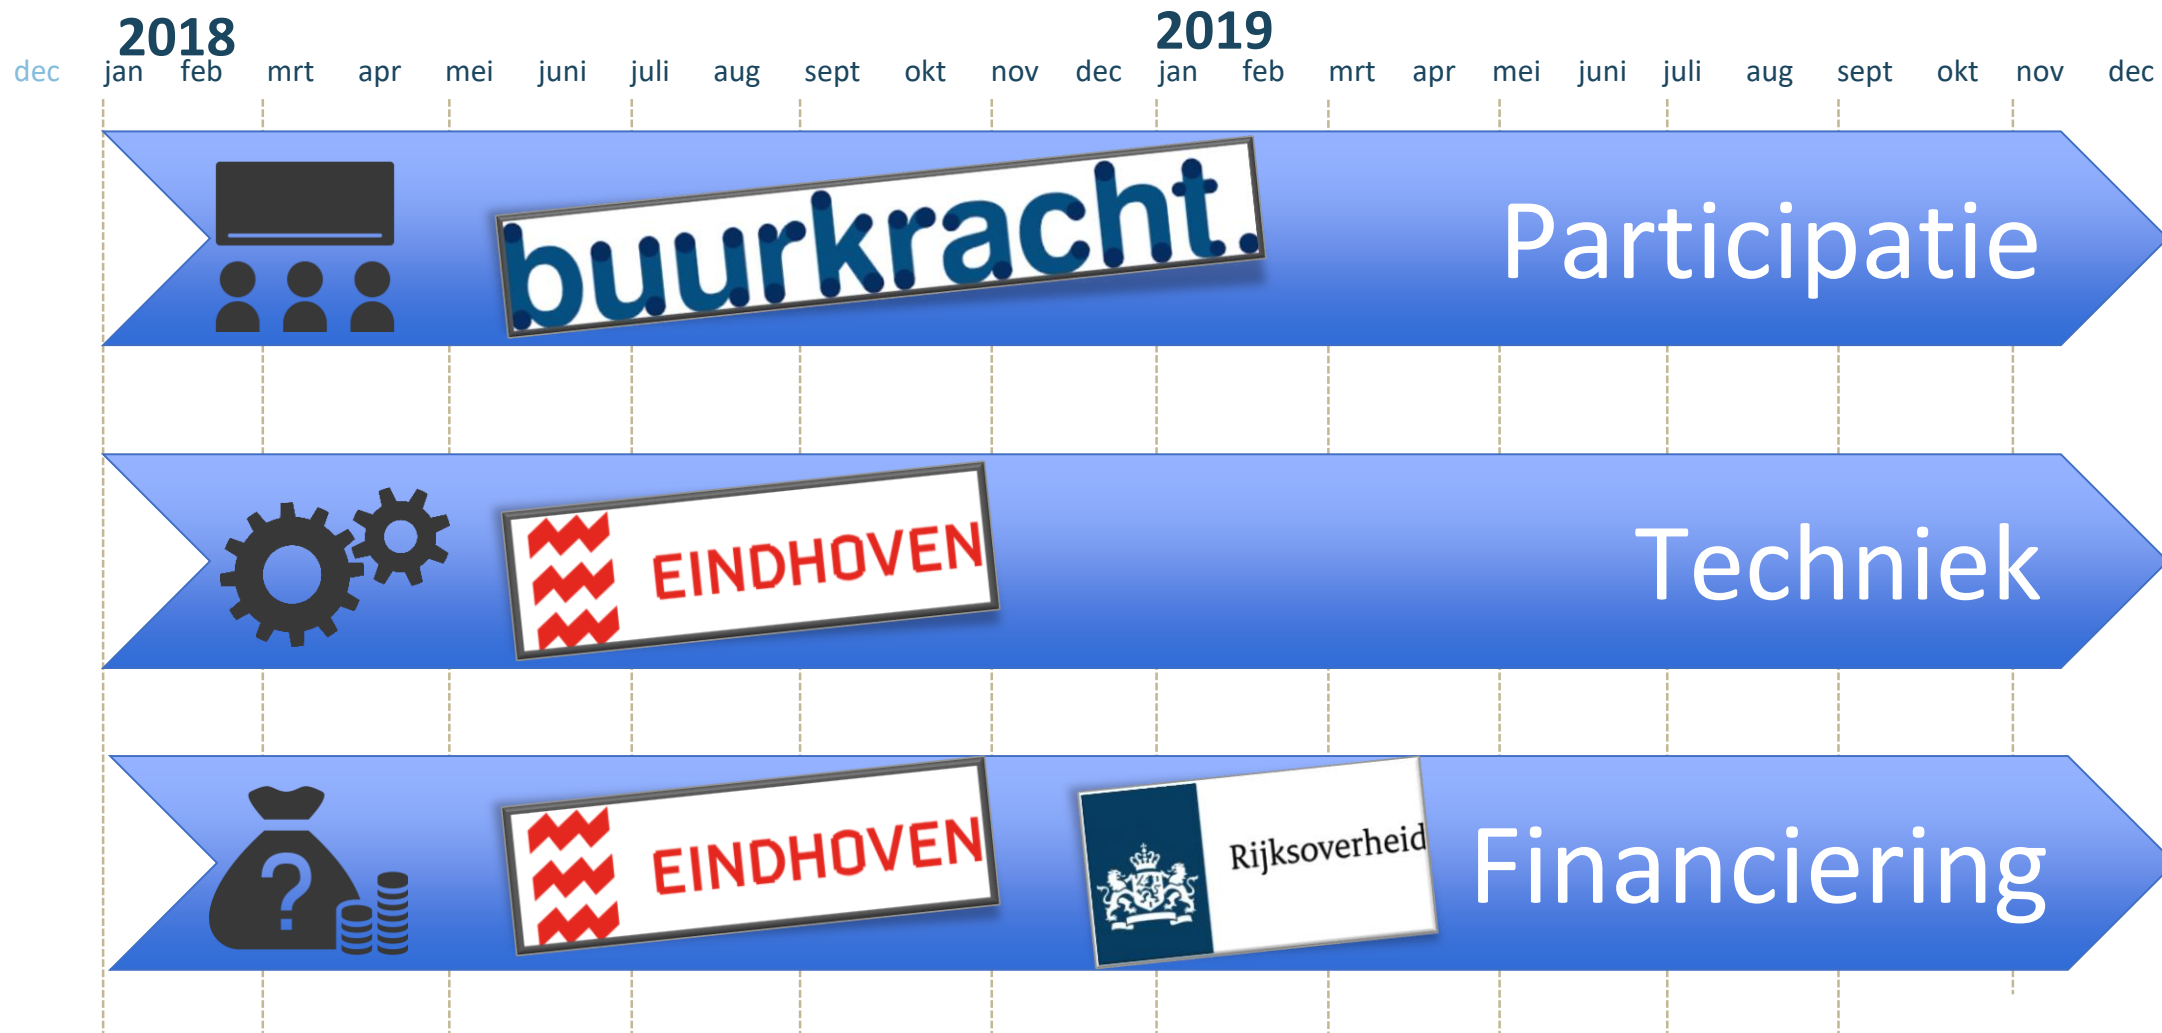 2018 2019
dec jan feb mrt apr mei juni juli aug sept okt nov dec jan feb mrt apr mei juni juli aug sept okt nov dec
buurkracht. Participatie
EINDHOVEN Techniek
? EINDHOVEN Rijksoverheid Financiering